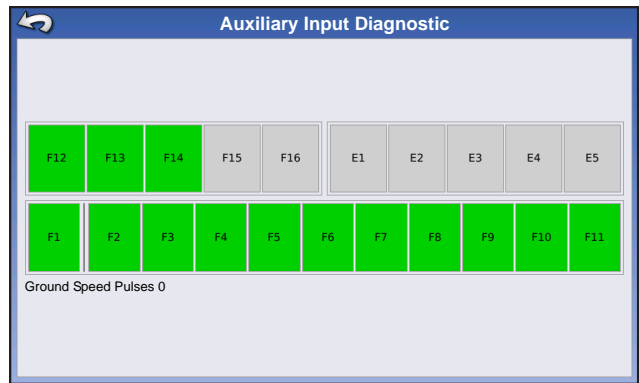 Auxiliary Input Diagnostic
F12 F13 F14 F15 F16 E1 E2 E3 E4 E5
F1 F2 F3 F4 F5 F6 F7 F8 F9 F10 F11
Ground Speed Pulses 0